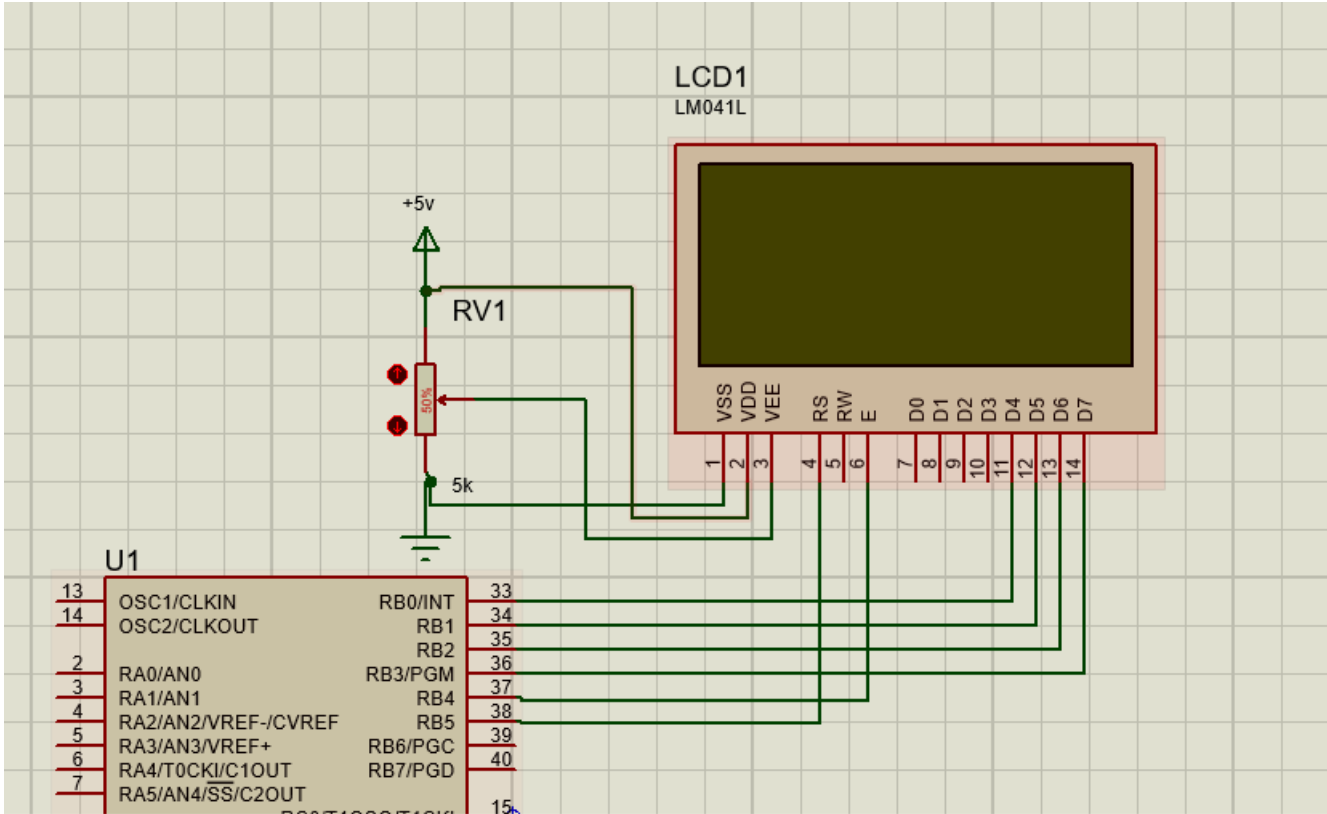 LCD1
LM041L
+5v
RV1
50%
5k
VSS
VDD
VEE
RS
RW
E
D0
D1
D2
D3
D4
D5
D6
D7
1
2
3
4
5
6
7
8
9
10
11
12
13
14
U1
13 OSC1/CLKIN RB0/INT 33
14 OSC2/CLKOUT RB1 34
RB2 35
2 RA0/AN0 RB3/PGM 36
3 RA1/AN1 RB4 37
4 RA2/AN2/VREF-/CVREF RB5 38
5 RA3/AN3/VREF+ RB6/PGC 39
6 RA4/T0CKI/C1OUT RB7/PGD 40
7 RA5/AN4/SS/C2OUT
15